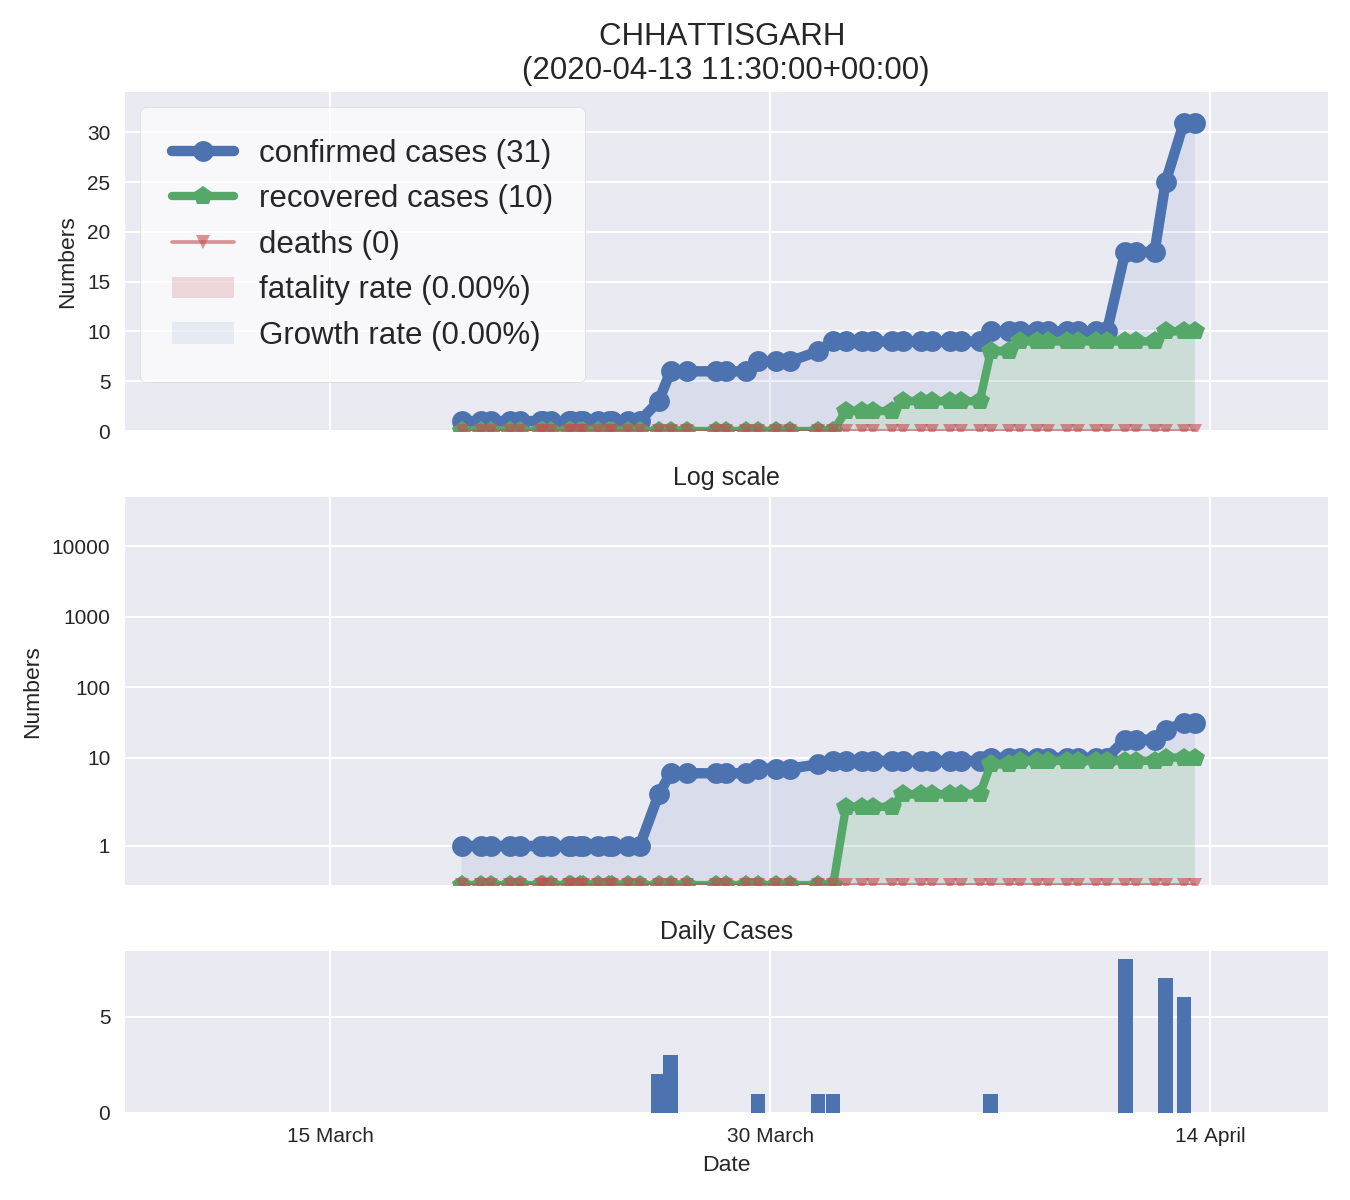 CHHATTISGARH
(2020-04-13 11:30:00+00:00)
confirmed cases (31)
recovered cases (10)
deaths (0)
fatality rate (0.00%)
Growth rate (0.00%)
30
25
20
15
10
5
0
Numbers
Log scale
10000
1000
100
10
1
Numbers
Daily Cases
5
0
15 March
30 March
14 April
Date